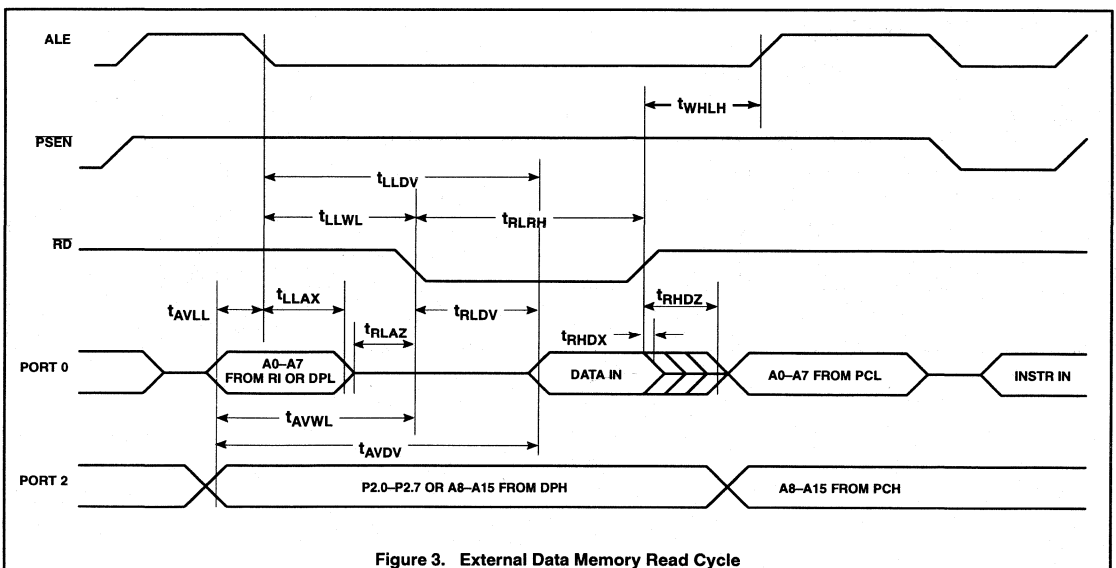 ALE
tWHLH
PSEN
tLLDV
tLLWL
tRLRH
RD
tAVLL
tLLAX
tRLAZ
tRLDV
tRHDZ
tRHDX
PORT 0
A0–A7
FROM RI OR DPL
DATA IN
A0–A7 FROM PCL
INSTR IN
tAVWL
tAVDV
PORT 2
P2.0–P2.7 OR A8–A15 FROM DPH
A8–A15 FROM PCH
Figure 3. External Data Memory Read Cycle